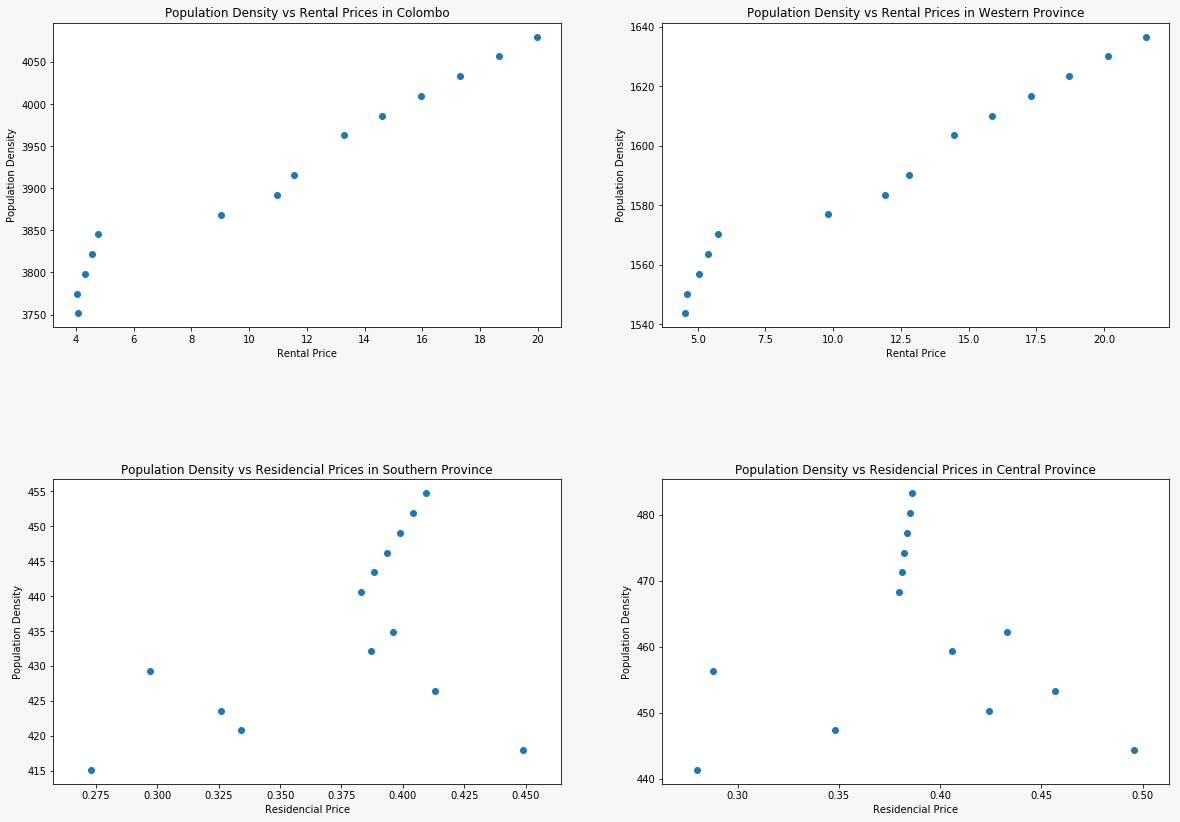 Population Density vs Rental Prices in Colombo
4050
4000
3950
3900
3850
3800
3750
Population Density
4 6 8 10 12 14 16 18 20
Rental Price
Population Density vs Rental Prices in Western Province
1640
1620
1600
1580
1560
1540
Population Density
5.0 7.5 10.0 12.5 15.0 17.5 20.0
Rental Price
Population Density vs Residencial Prices in Southern Province
455
450
445
440
435
430
425
420
415
Population Density
0.275 0.300 0.325 0.350 0.375 0.400 0.425 0.450
Residencial Price
Population Density vs Residencial Prices in Central Province
480
470
460
450
440
Population Density
0.30 0.35 0.40 0.45 0.50
Residencial Price